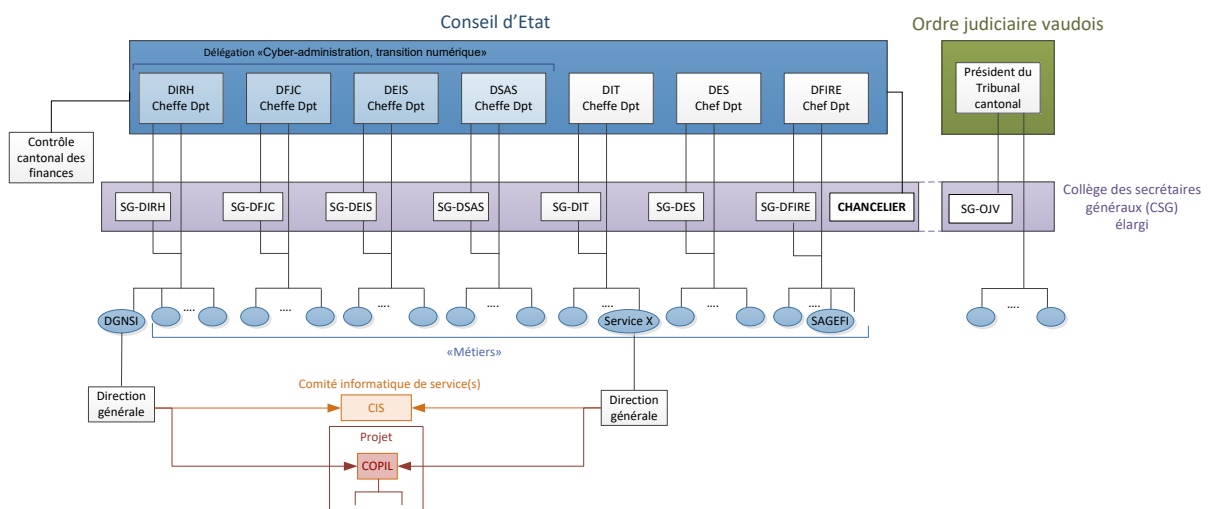 Conseil d'Etat
Ordre judiciaire vaudois
Délégation «Cyber-administration, transition numérique»
DIRH
Cheffe Dpt
DFJC
Cheffe Dpt
DEIS
Cheffe Dpt
DSAS
Cheffe Dpt
DIT
Cheffe Dpt
DES
Chef Dpt
DFIRE
Chef Dpt
Président du
Tribunal
cantonal
Contrôle
cantonal des
finances
SG-DIRH
SG-DFJC
SG-DEIS
SG-DSAS
SG-DIT
SG-DES
SG-DFIRE
CHANCELIER
SG-OJV
Collège des secrétaires
généraux (CSG)
élargi
DGNSI
....
....
....
....
....
Service X
....
....
SAGEFI
....
«Métiers»
Direction
générale
Comité informatique de service(s)
CIS
Direction
générale
Projet
COPIL